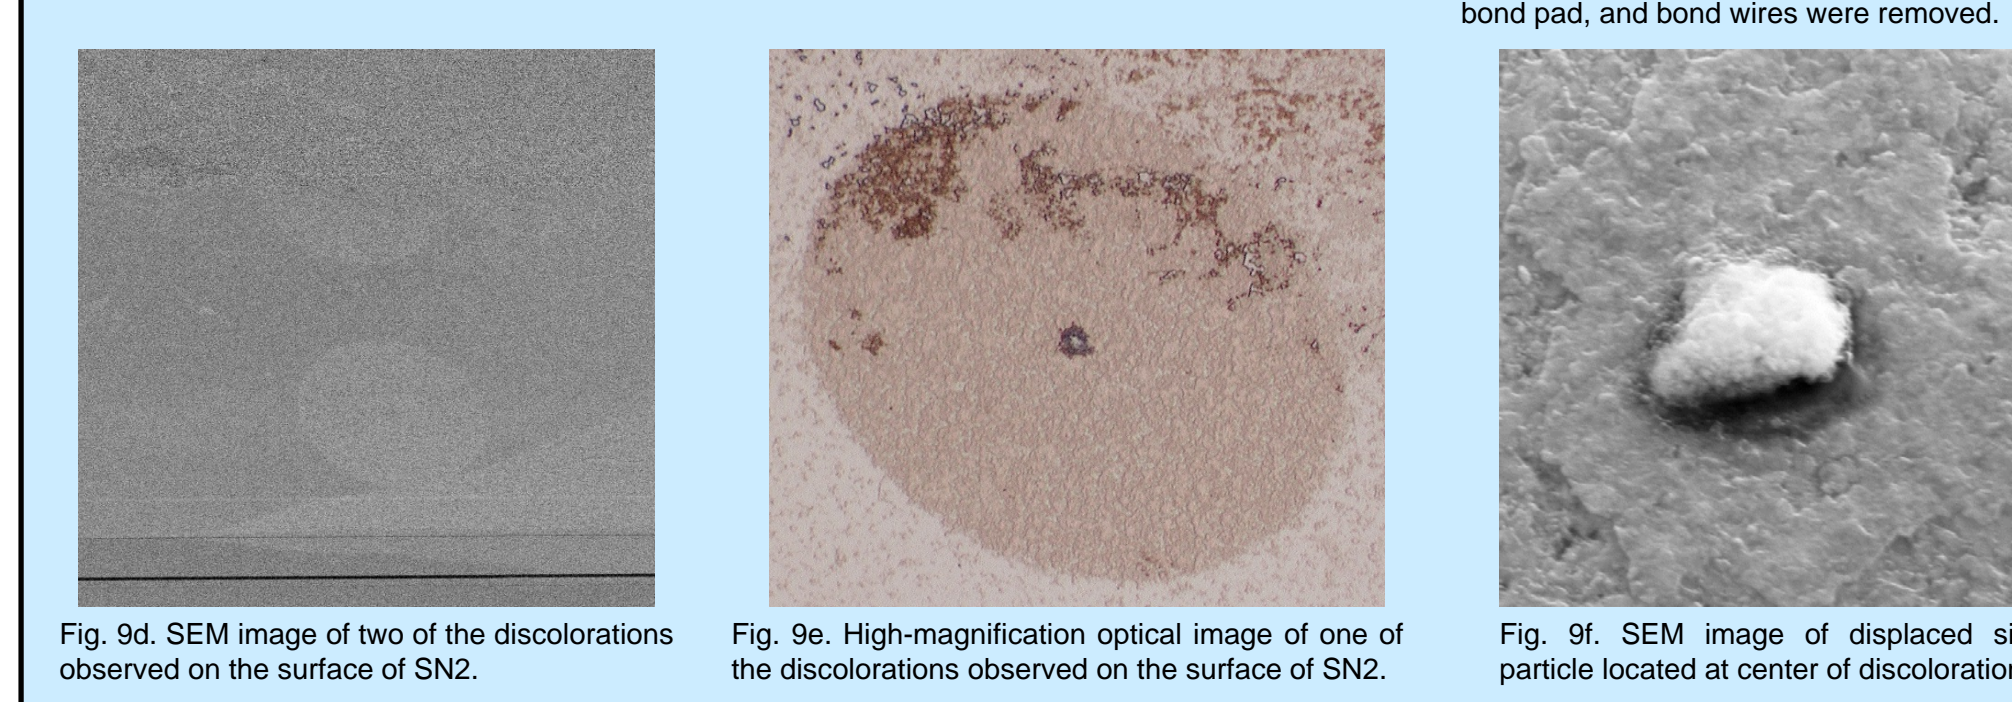 bond pad, and bond wires were removed.
Fig. 9d. SEM image of two of the discolorations
observed on the surface of SN2.
Fig. 9e. High-magnification optical image of one of
the discolorations observed on the surface of SN2.
Fig. 9f. SEM image of displaced
particle located at center of